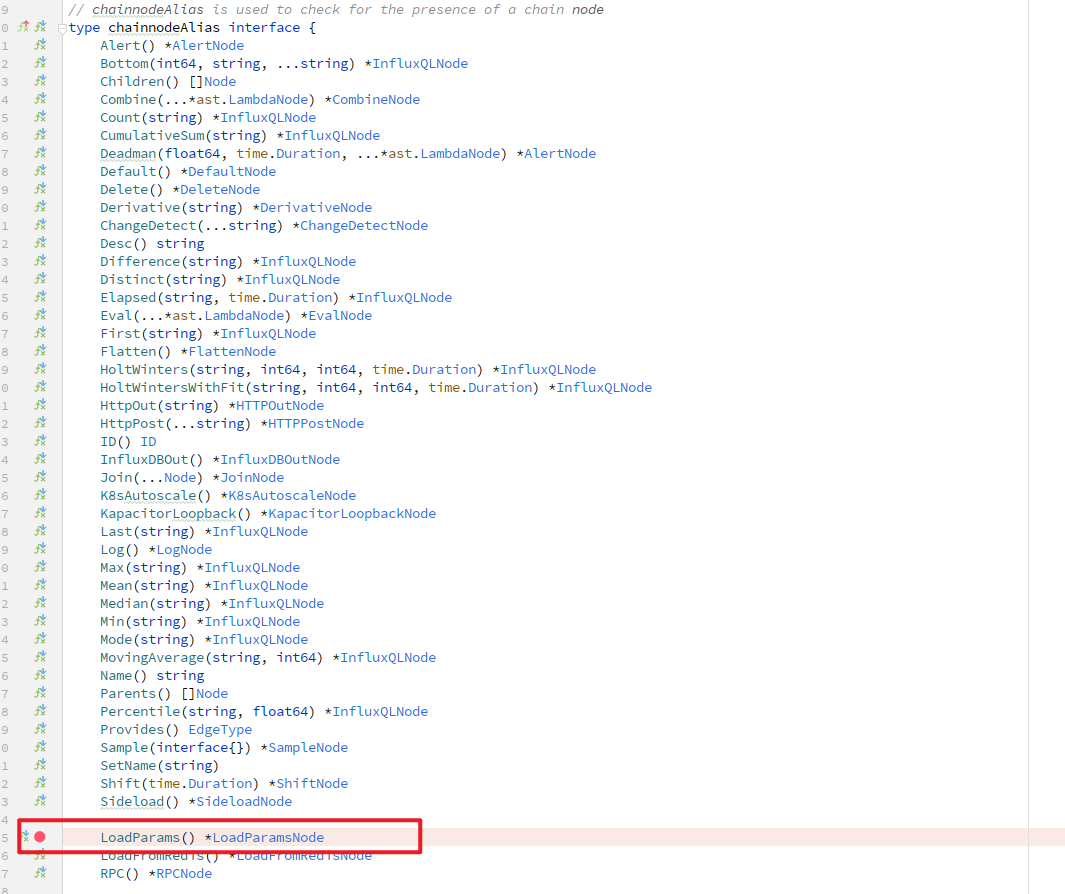 9 // chainnodeAlias is used to check for the presence of a chain node
0 type chainnodeAlias interface {
1 Alert() *AlertNode
2 Bottom(int64, string, ...string) *InfluxQLNode
3 Children() []Node
4 Combine(...*ast.LambdaNode) *CombineNode
5 Count(string) *InfluxQLNode
6 CumulativeSum(string) *InfluxQLNode
7 Deadman(float64, time.Duration, ...*ast.LambdaNode) *AlertNode
8 Default() *DefaultNode
9 Delete() *DeleteNode
0 Derivative(string) *DerivativeNode
1 ChangeDetect(...string) *ChangeDetectNode
2 Desc() string
3 Difference(string) *InfluxQLNode
4 Distinct(string) *InfluxQLNode
5 Elapsed(string, time.Duration) *InfluxQLNode
6 Eval(...*ast.LambdaNode) *EvalNode
7 First(string) *InfluxQLNode
8 Flatten() *FlattenNode
9 HoltWinters(string, int64, int64, time.Duration) *InfluxQLNode
0 HoltWintersWithFit(string, int64, int64, time.Duration) *InfluxQLNode
1 HttpOut(string) *HTTPOutNode
2 HttpPost(...string) *HTTPPostNode
3 ID() ID
4 InfluxDBOut() *InfluxDBOutNode
5 Join(...Node) *JoinNode
6 K8sAutoscale() *K8sAutoscaleNode
7 KapacitorLoopback() *KapacitorLoopbackNode
8 Last(string) *InfluxQLNode
9 Log() *LogNode
0 Max(string) *InfluxQLNode
1 Mean(string) *InfluxQLNode
2 Median(string) *InfluxQLNode
3 Min(string) *InfluxQLNode
4 Mode(string) *InfluxQLNode
5 MovingAverage(string, int64) *InfluxQLNode
6 Name() string
7 Parents() []Node
8 Percentile(string, float64) *InfluxQLNode
9 Provides() EdgeType
0 Sample(interface{}) *SampleNode
1 SetName(string)
2 Shift(time.Duration) *ShiftNode
3 Sideload() *SideloadNode
4
5 LoadParams() *LoadParamsNode
6 LoadFromRedis() *LoadFromRedisNode
7 RPC() *RPCNode
8